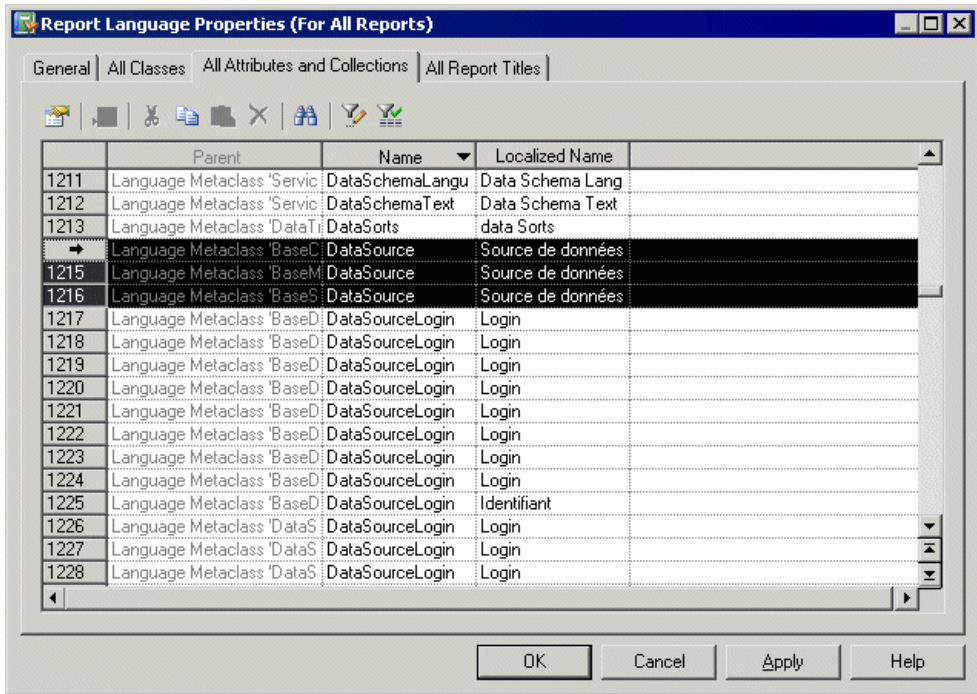 Report Language Properties (For All Reports)
General All Classes All Attributes and Collections All Report Titles
Parent Name Localized Name
1211 Language Metaclass 'Servic DataSchemaLangu Data Schema Lang
1212 Language Metaclass 'Servic DataSchemaText Data Schema Text
1213 Language Metaclass 'DataTr DataSorts data Sorts
Language Metaclass 'BaseC DataSource Source de données
1215 Language Metaclass 'BaseM DataSource Source de données
1216 Language Metaclass 'BaseS DataSource Source de données
1217 Language Metaclass 'BaseD DataSourceLogin Login
1218 Language Metaclass 'BaseD DataSourceLogin Login
1219 Language Metaclass 'BaseD DataSourceLogin Login
1220 Language Metaclass 'BaseD DataSourceLogin Login
1221 Language Metaclass 'BaseD DataSourceLogin Login
1222 Language Metaclass 'BaseD DataSourceLogin Login
1223 Language Metaclass 'BaseD DataSourceLogin Login
1224 Language Metaclass 'BaseD DataSourceLogin Login
1225 Language Metaclass 'BaseD DataSourceLogin Identifiant
1226 Language Metaclass 'DataS DataSourceLogin Login
1227 Language Metaclass 'DataS DataSourceLogin Login
1228 Language Metaclass 'DataS DataSourceLogin Login
OK Cancel Apply Help